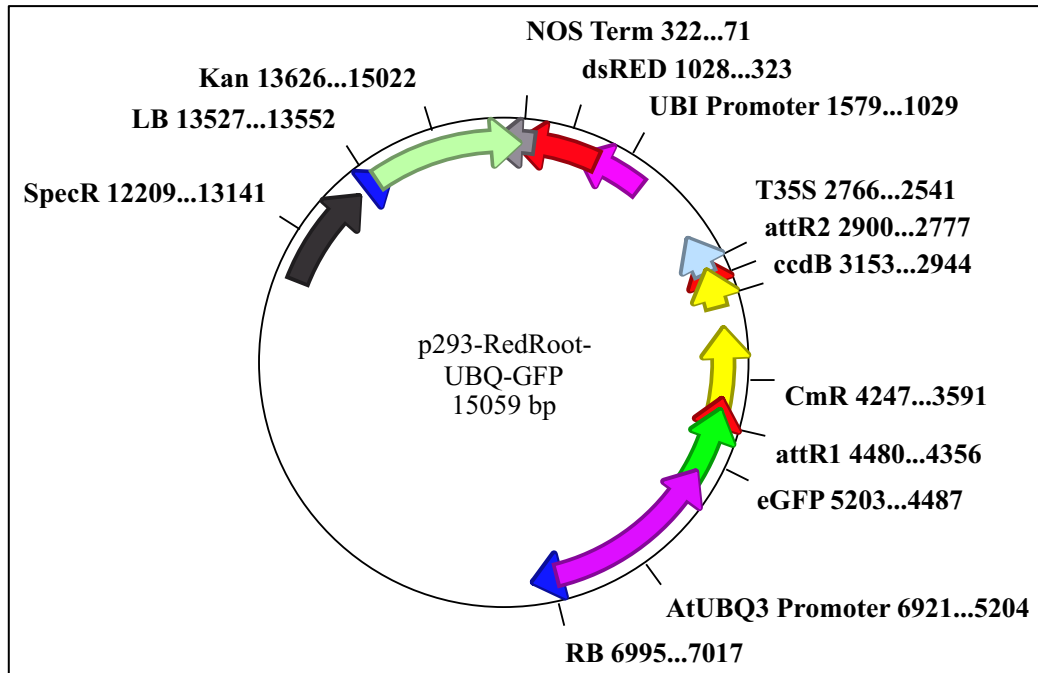 NOS Term 322...71
dsRED 1028...323
UBI Promoter 1579...1029
Kan 13626...15022
LB 13527...13552
SpecR 12209...13141
T35S 2766...2541
attR2 2900...2777
ccdB 3153...2944
p293-RedRoot-
UBQ-GFP
15059 bp
CmR 4247...3591
attR1 4480...4356
eGFP 5203...4487
AtUBQ3 Promoter 6921...5204
RB 6995...7017